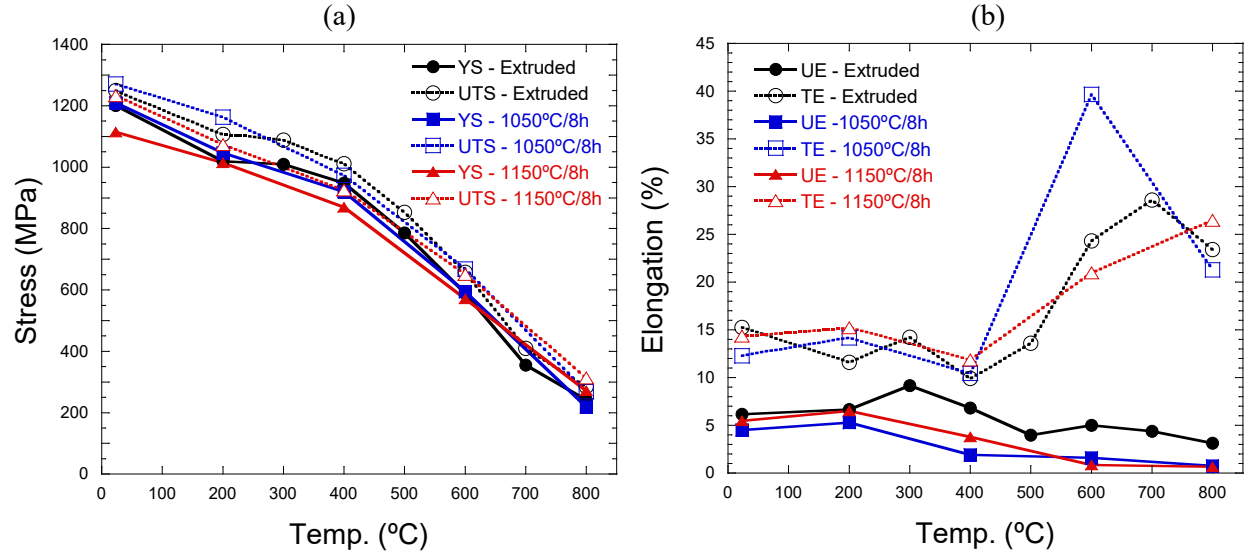 (a)
1400
1200
1000
800
600
400
200
0
Stress (MPa)
YS - Extruded
UTS - Extruded
YS - 1050ºC/8h
UTS - 1050ºC/8h
YS - 1150ºC/8h
UTS - 1150ºC/8h
0 100 200 300 400 500 600 700 800
Temp. (ºC)
(b)
45
40
35
30
25
20
15
10
5
0
Elongation (%)
UE - Extruded
TE - Extruded
UE -1050ºC/8h
TE - 1050ºC/8h
UE - 1150ºC/8h
TE - 1150ºC/8h
0 100 200 300 400 500 600 700 800
Temp. (ºC)